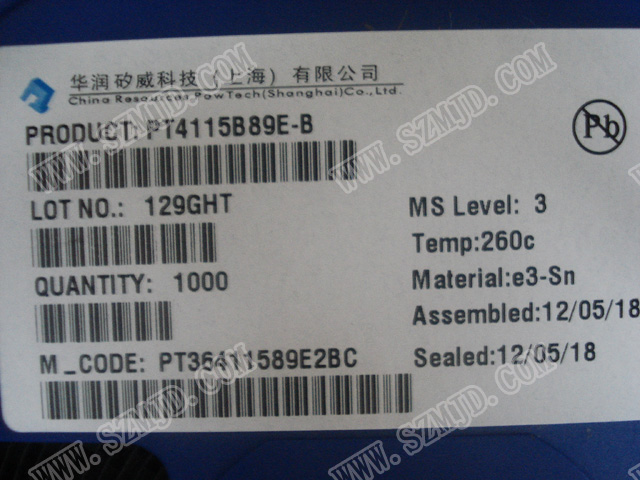 华润矽威科技（上海）有限公司
China Resources PowTech(Shanghai)Co.,Ltd.
PRODUCT: PT4115B89E-B
Pb
LOT NO.: 129GHT
MS Level: 3
Temp:260c
QUANTITY: 1000
Material:e3-Sn
Assembled:12/05/18
M_CODE: PT36411589E2BC
Sealed:12/05/18
WWW.SZMJD.COM